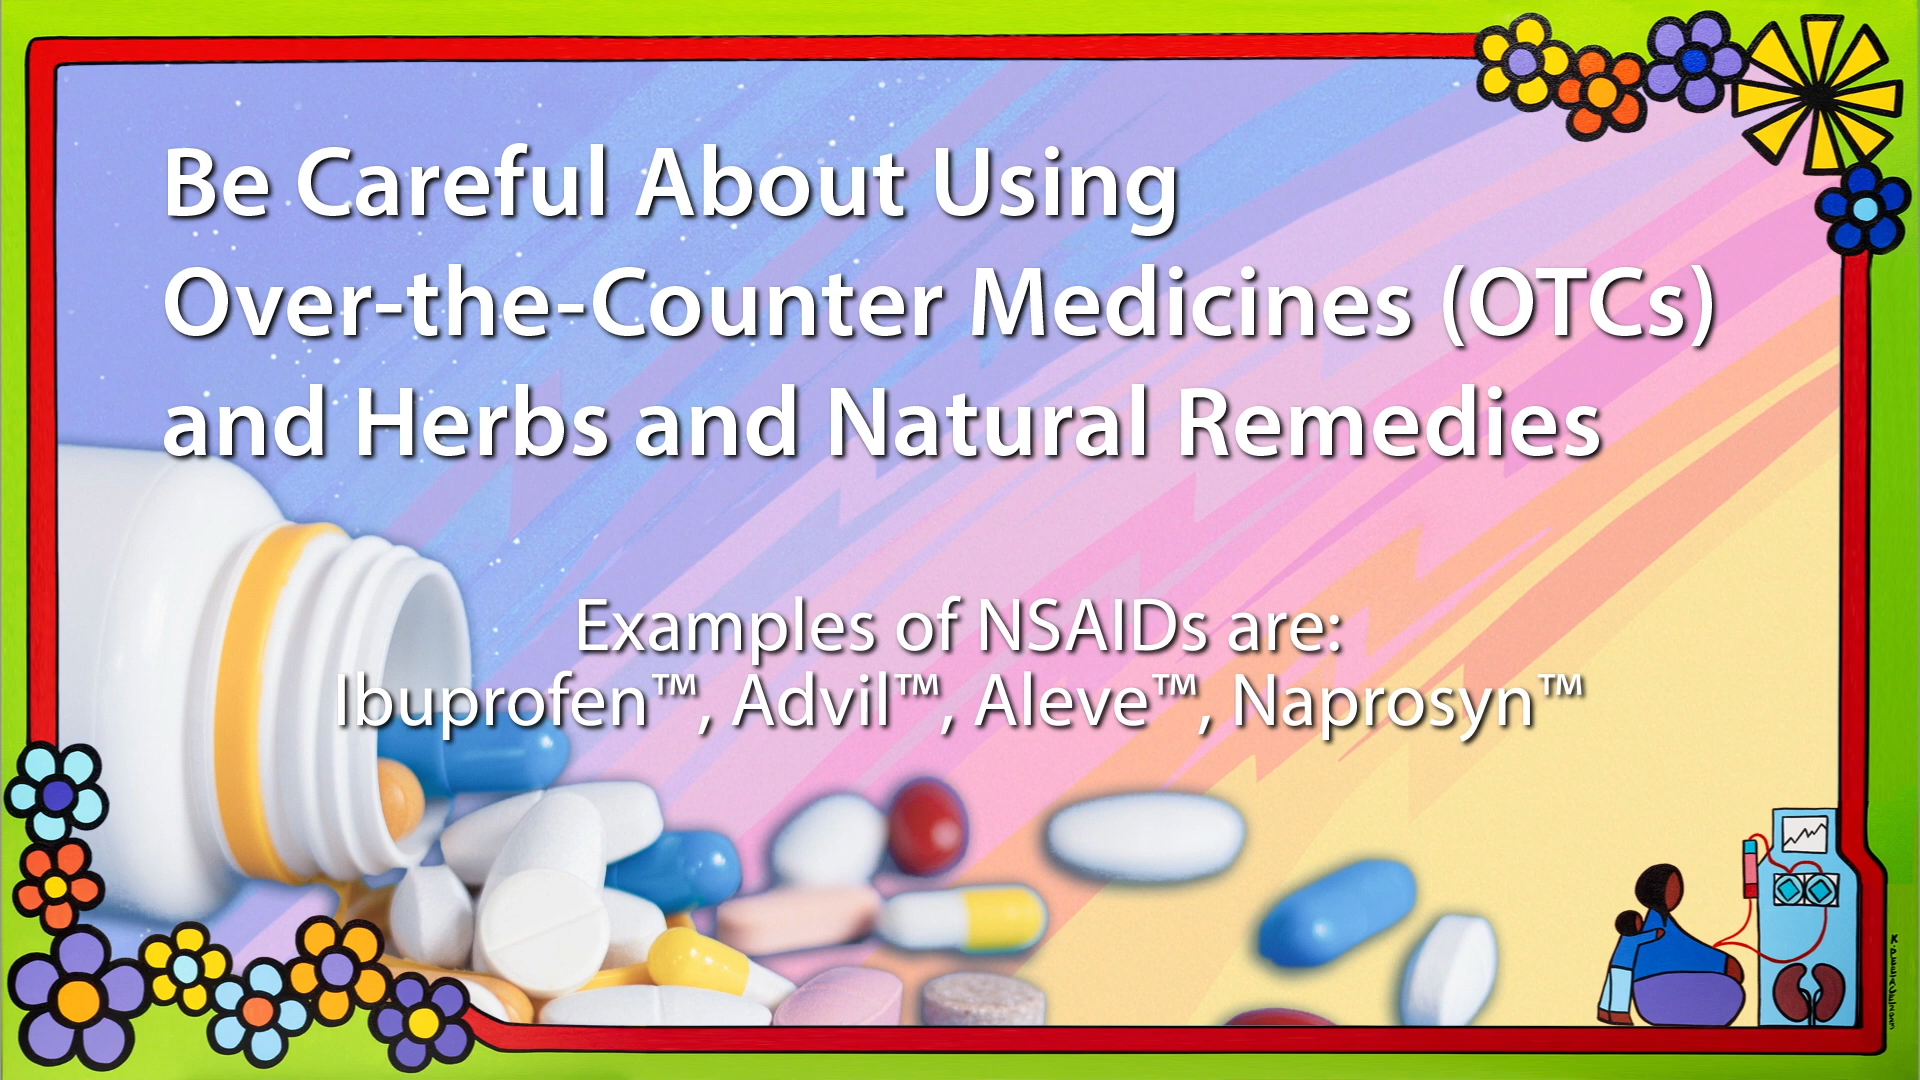 Be Careful About Using
Over-the-Counter Medicines (OTCs)
and Herbs and Natural Remedies
Examples of NSAIDs are:
Ibuprofen™, Advil™, Aleve™, Naprosyn™